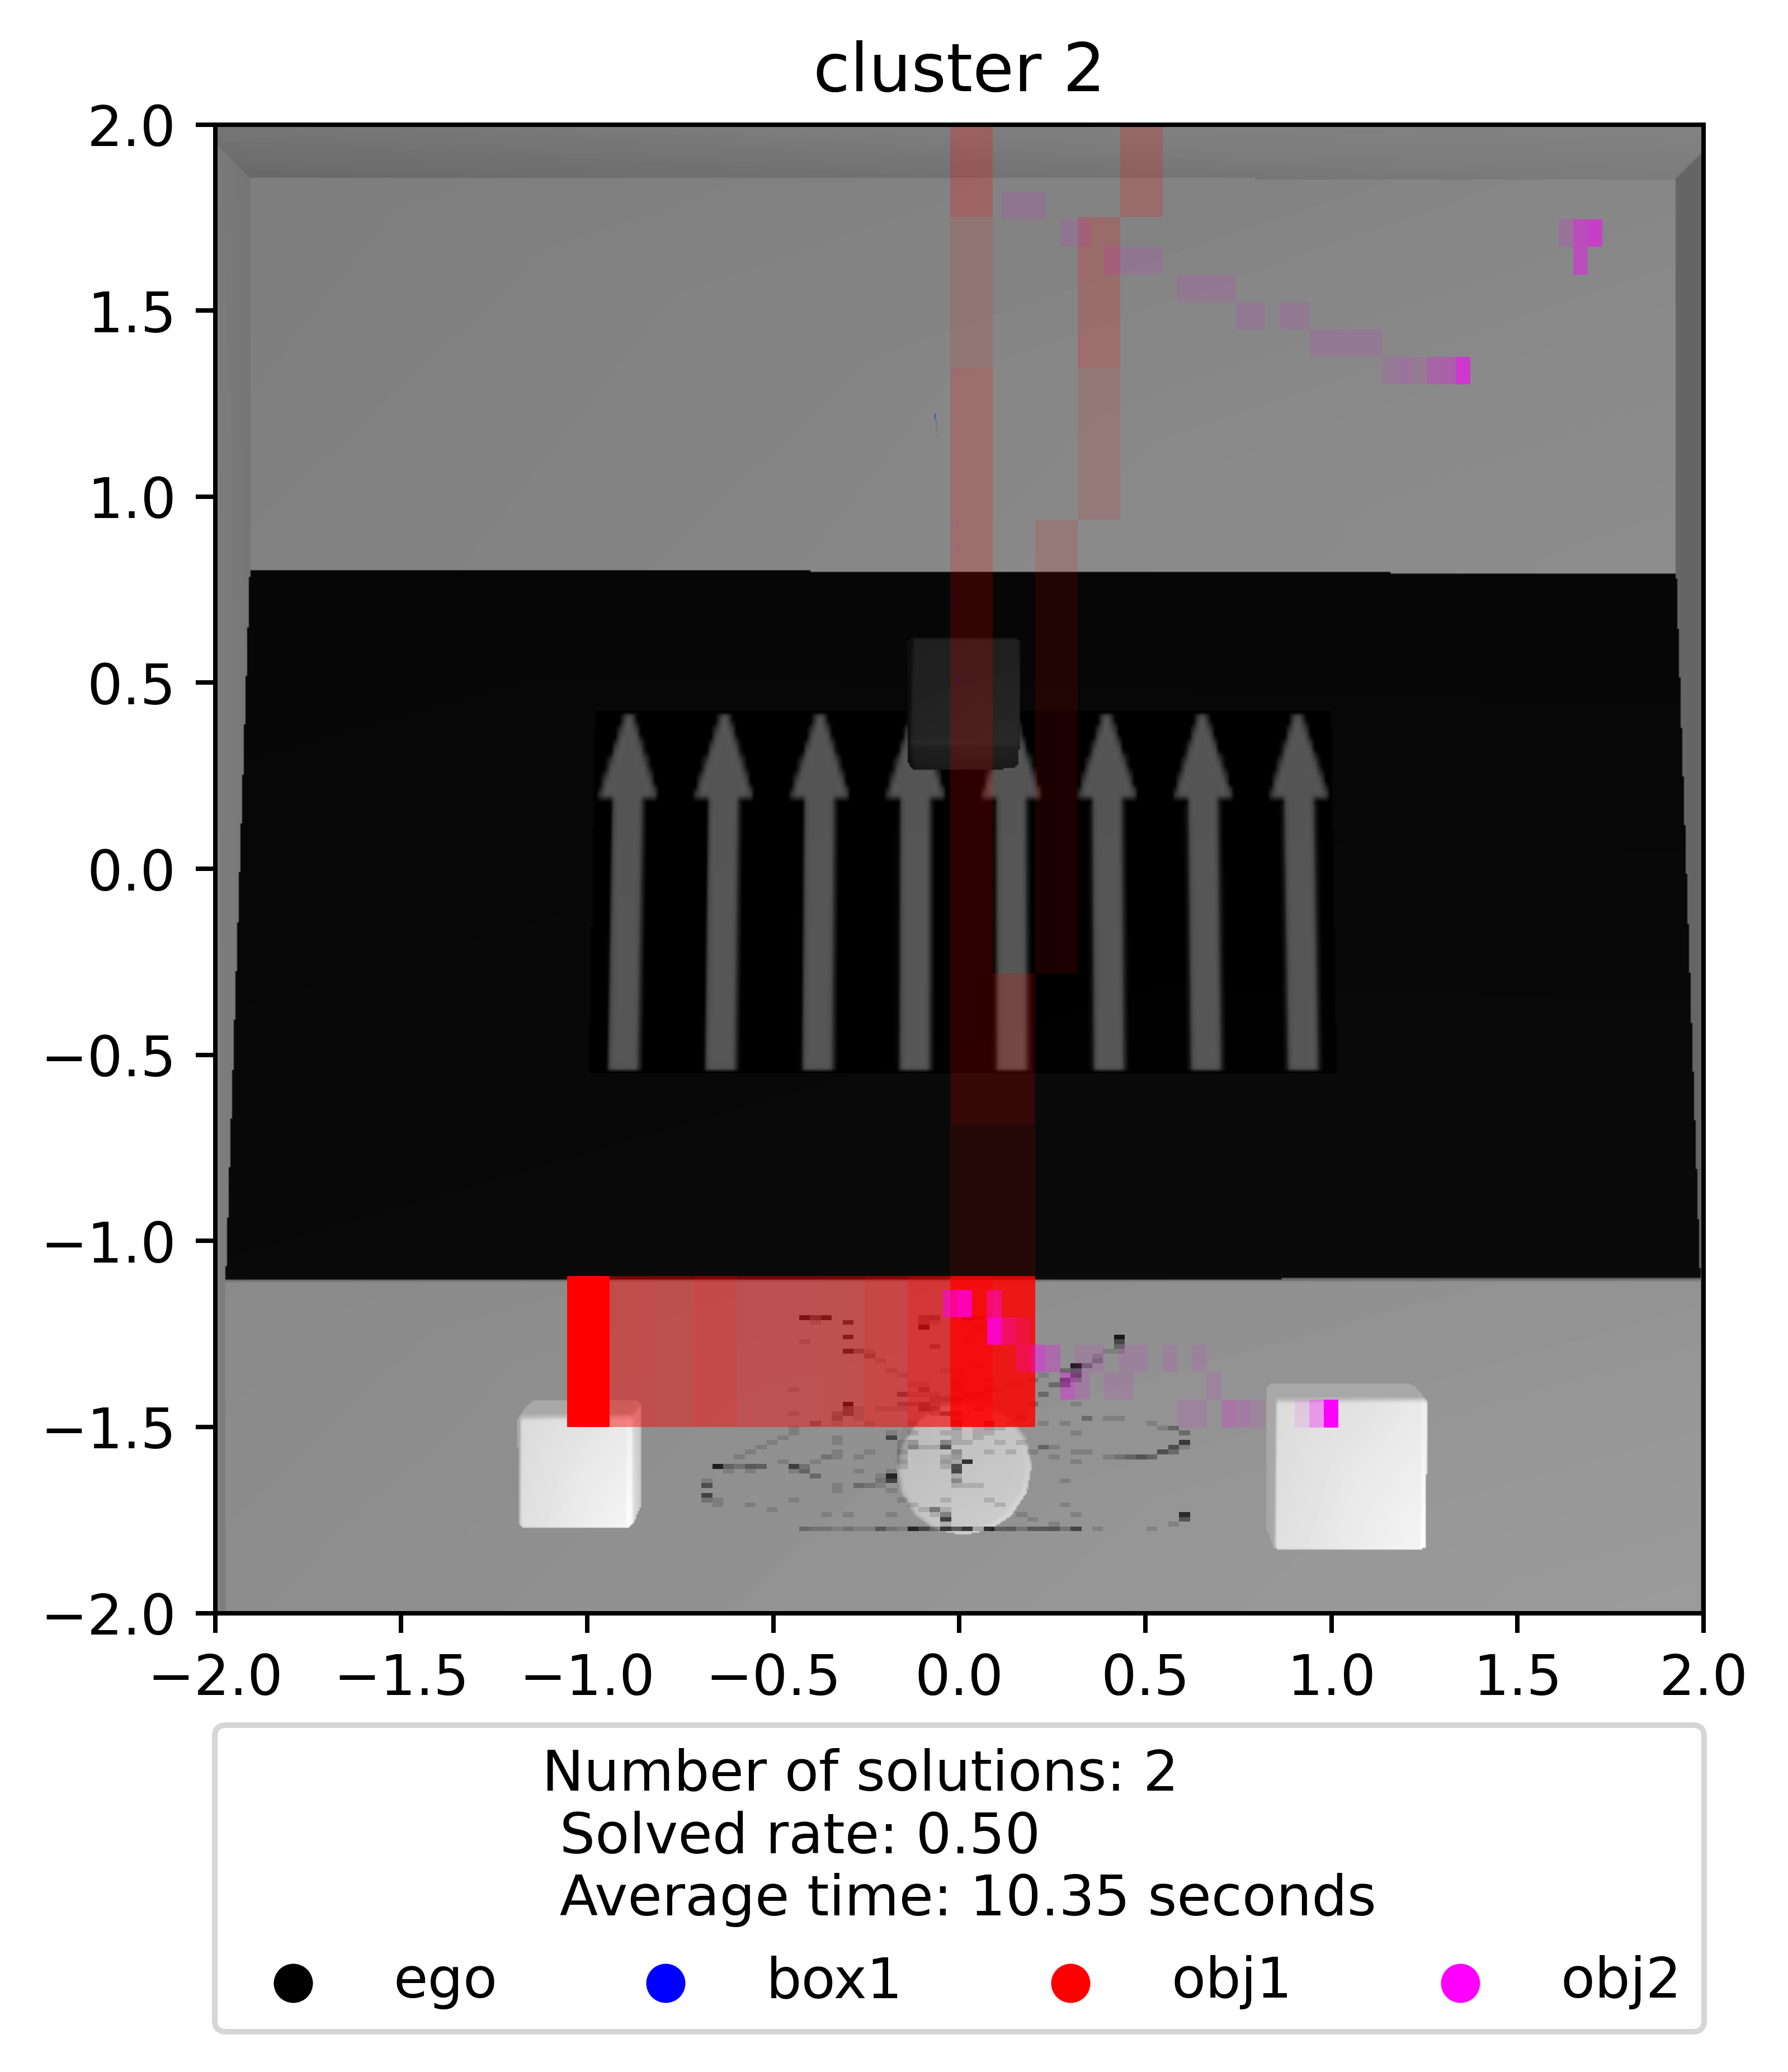 cluster 2
2.0
1.5
1.0
0.5
0.0
−0.5
−1.0
−1.5
−2.0
−2.0 −1.5 −1.0 −0.5 0.0 0.5 1.0 1.5 2.0
Number of solutions: 2
Solved rate: 0.50
Average time: 10.35 seconds
ego box1 obj1 obj2